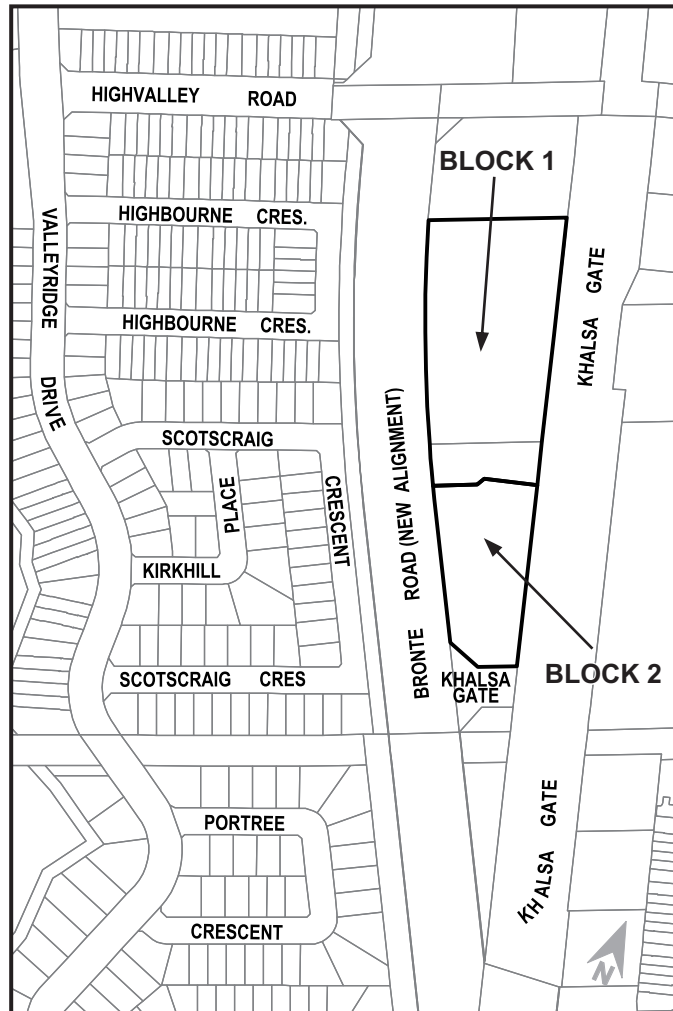 HIGHVALLEY ROAD
BLOCK 1
HIGHBOURNE CRES.
VALLEYRIDGE DRIVE
KHALSA GATE
HIGHBOURNE CRES.
SCOTSCRAIG
CRESCENT
PLACE
BRONTE ROAD (NEW ALIGNMENT)
KIRKHILL
SCOTSCRAIG CRES
KHALSA
GATE
BLOCK 2
PORTREE
KHALSA GATE
CRESCENT
N